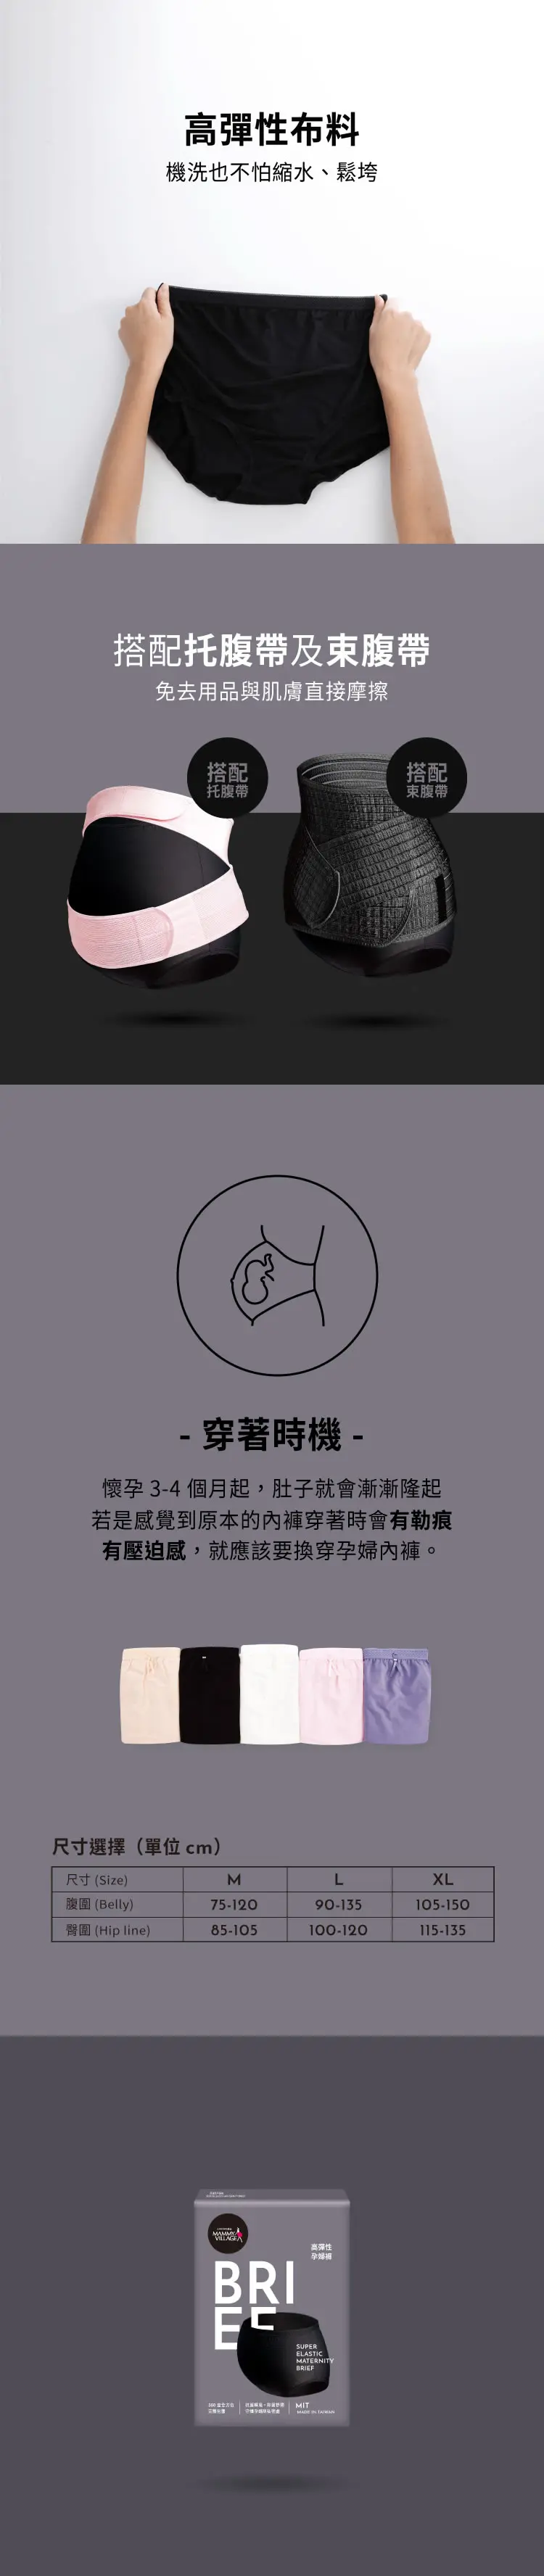 高彈性布料
機洗也不怕縮水、鬆垮
搭配托腹帶及束腹帶
免去用品與肌膚直接摩擦
搭配
托腹帶
搭配
束腹帶
- 穿著時機 -
懷孕 3-4 個月起，肚子就會漸漸隆起
若是感覺到原本的內褲穿著時會有勒痕
有壓迫感，就應該要換穿孕婦內褲。
尺寸選擇（單位 cm）
尺寸 (Size) M L XL
腹圍 (Belly) 75-120 90-135 105-150
臀圍 (Hip line) 85-105 100-120 115-135
MAMMY
VILLAGE
高彈性
孕婦褲
BRI
EF
SUPER
ELASTIC
MATERNITY
BRIEF
MIT
MADE IN TAIWAN